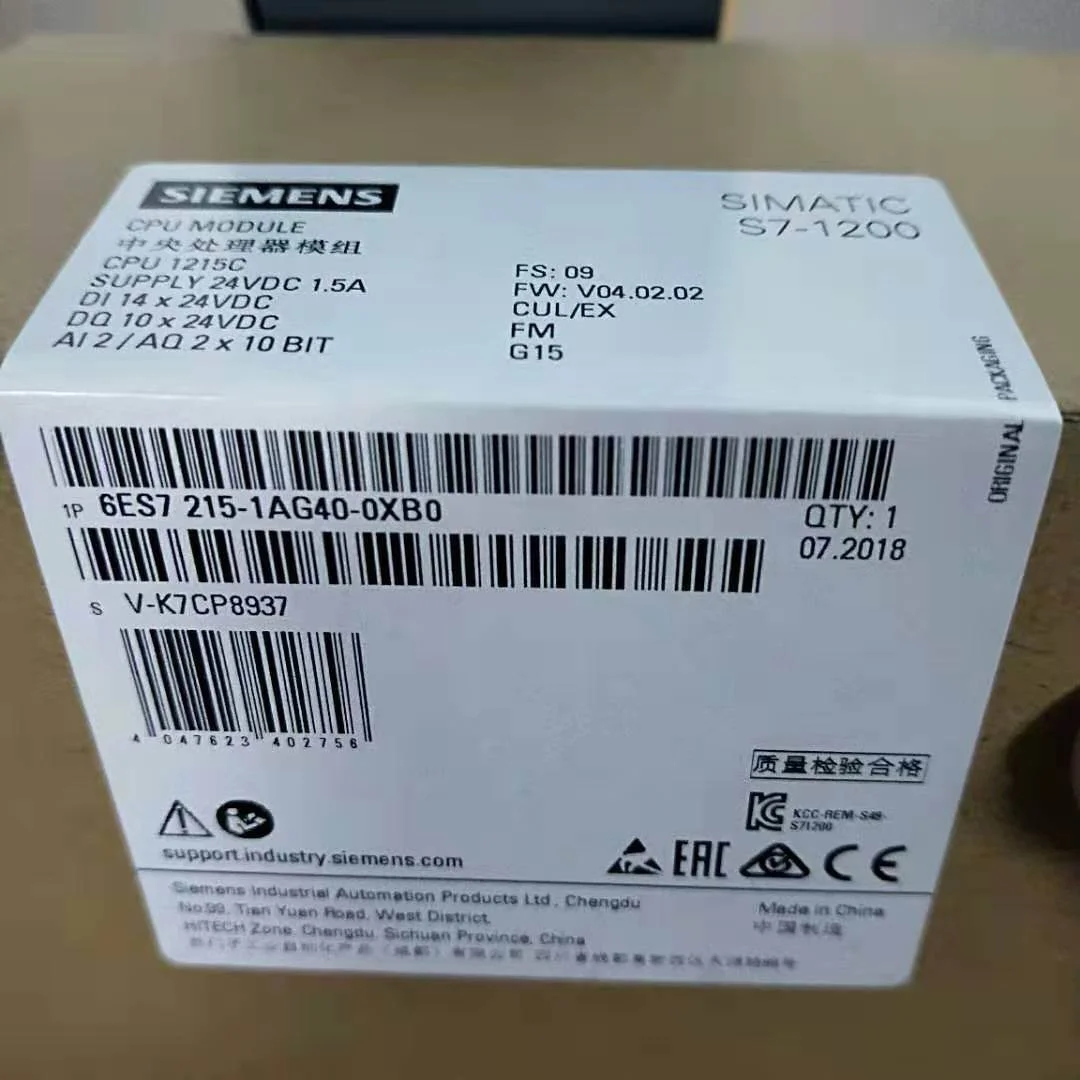 SIEMENS
SIMATIC
S7-1200
CPU MODULE
中央处理器模组
CPU 1215C
SUPPLY 24VDC 1.5A
DI 14 x 24VDC
DQ 10 x 24VDC
AI 2 / AQ 2 x 10 BIT
FS: 09
FW: V04.02.02
CUL/EX
FM
G15
ORIGINAL PACKAGING
1P 6ES7 215-1AG40-0XB0
QTY: 1
07.2018
S V-K7CP8937
4 047623 402756
质量检验合格
KCC-REM-S49-
S71200
support.industry.siemens.com
EAC
CE
Siemens Industrial Automation Products Ltd., Chengdu
No.99, Tian Yuan Road, West District,
HITECH Zone, Chengdu, Sichuan Province, China
Made in China
中国制造